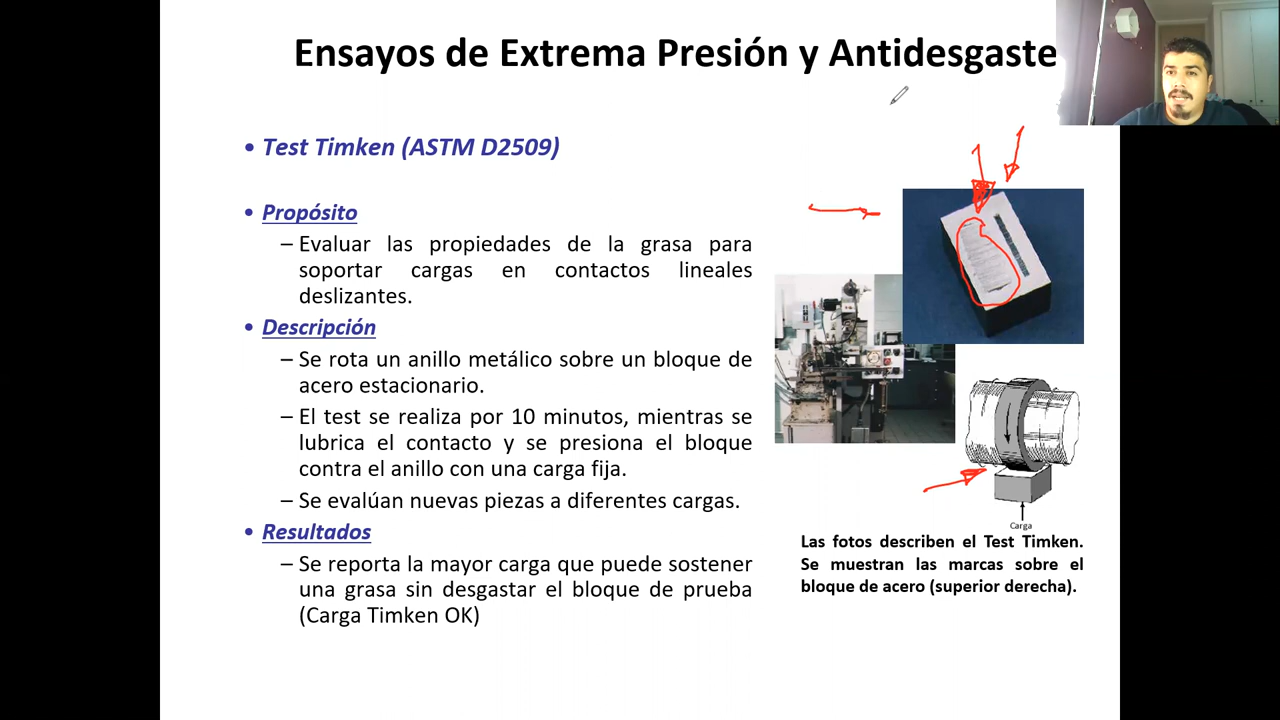 Ensayos de Extrema Presión y Antidesgaste
• Test Timken (ASTM D2509)
• Propósito
– Evaluar las propiedades de la grasa para
soportar cargas en contactos lineales
deslizantes.
• Descripción
– Se rota un anillo metálico sobre un bloque de
acero estacionario.
– El test se realiza por 10 minutos, mientras se
lubrica el contacto y se presiona el bloque
contra el anillo con una carga fija.
– Se evalúan nuevas piezas a diferentes cargas.
• Resultados
– Se reporta la mayor carga que puede sostener
una grasa sin desgastar el bloque de prueba
(Carga Timken OK)
Carga
Las fotos describen el Test Timken.
Se muestran las marcas sobre el
bloque de acero (superior derecha).